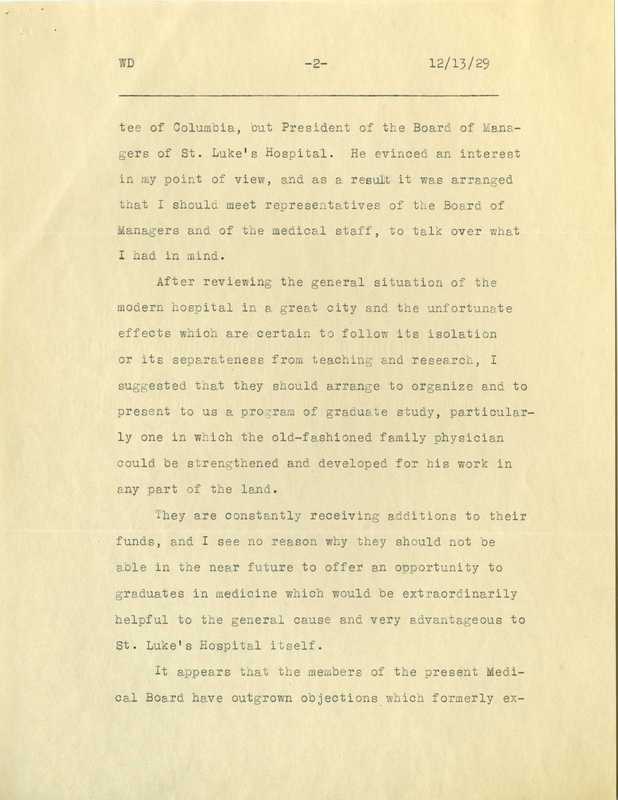 WD -2- 12/13/29
tee of Columbia, but President of the Board of Mana-
gers of St. Luke's Hospital. He evinced an interest
in my point of view, and as a result it was arranged
that I should meet representatives of the Board of
Managers and of the medical staff, to talk over what
I had in mind.
After reviewing the general situation of the
modern hospital in a great city and the unfortunate
effects which are certain to follow its isolation
or its separateness from teaching and research, I
suggested that they should arrange to organize and to
present to us a program of graduate study, particular-
ly one in which the old-fashioned family physician
could be strengthened and developed for his work in
any part of the land.
They are constantly receiving additions to their
funds, and I see no reason why they should not be
able in the near future to offer an opportunity to
graduates in medicine which would be extraordinarily
helpful to the general cause and very advantageous to
St. Luke's Hospital itself.
It appears that the members of the present Medi-
cal Board have outgrown objections which formerly ex-